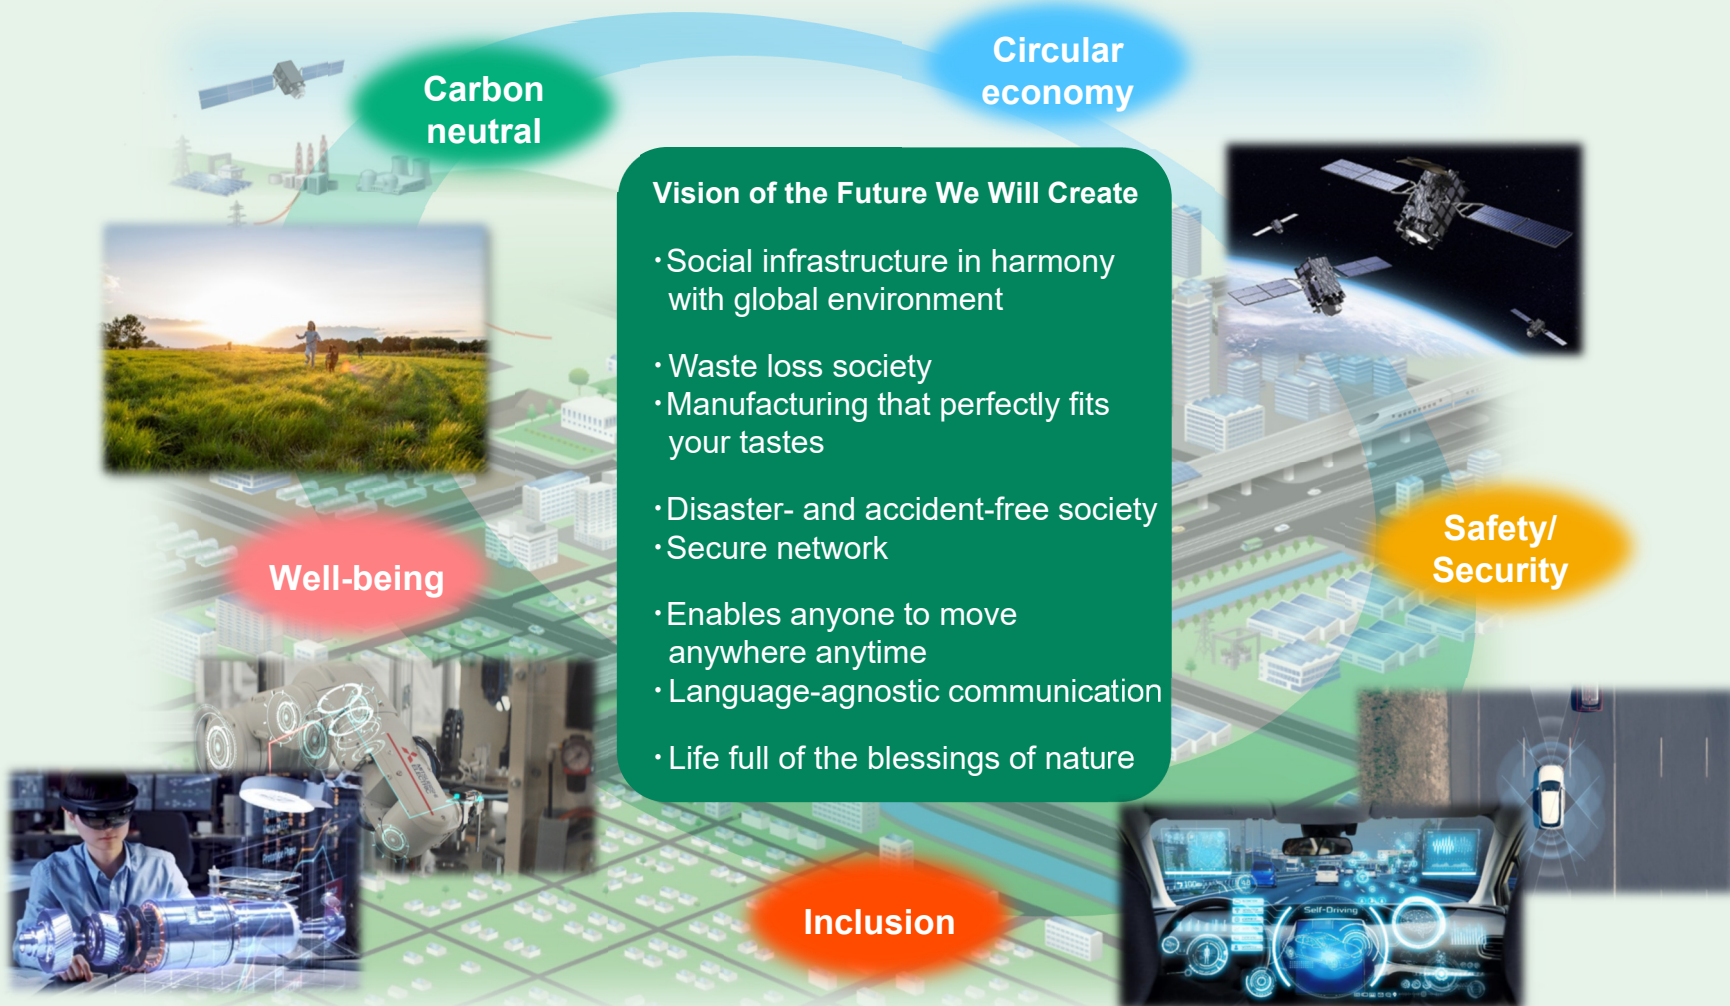 Carbon
neutral
Circular
economy
Vision of the Future We Will Create
・Social infrastructure in harmony
with global environment
・Waste loss society
・Manufacturing that perfectly fits
your tastes
・Disaster- and accident-free society
・Secure network
・Enables anyone to move
anywhere anytime
・Language-agnostic communication
・Life full of the blessings of nature
Well-being
Safety/
Security
Inclusion
Self-Driving